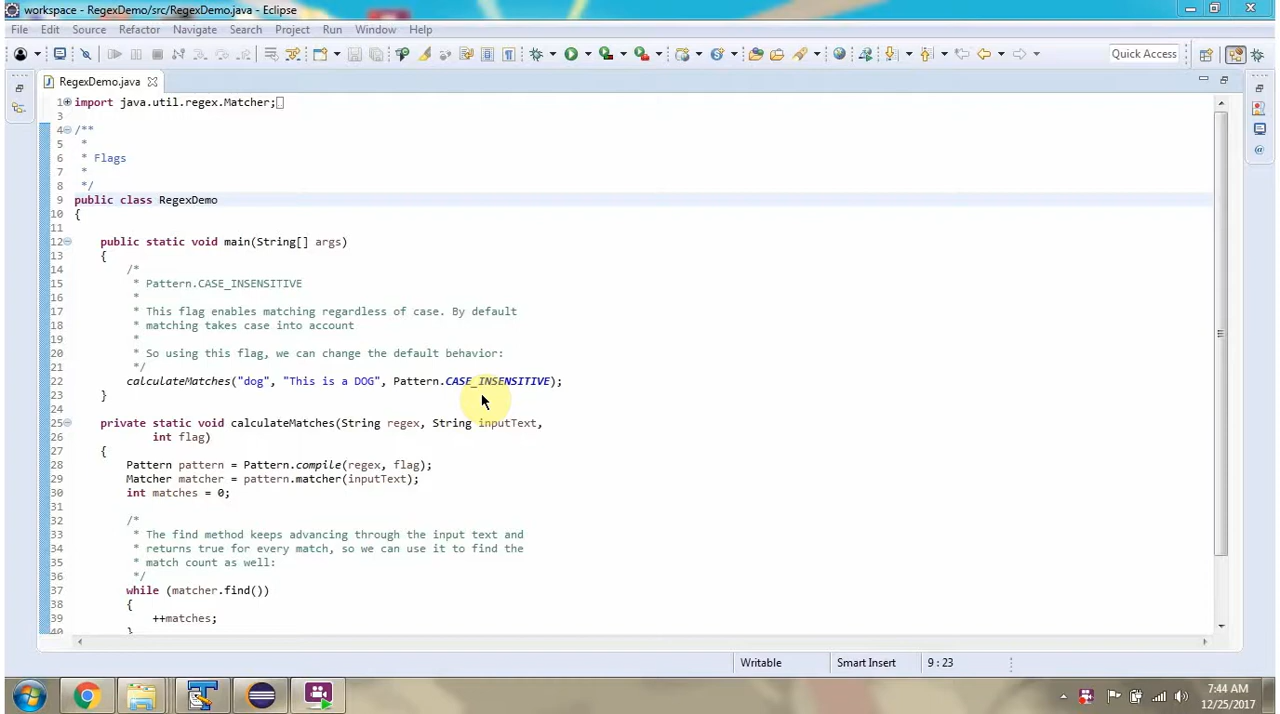 workspace - RegexDemo/src/RegexDemo.java - Eclipse
File Edit Source Refactor Navigate Search Project Run Window Help
Quick Access
RegexDemo.java
1 import java.util.regex.Matcher;
3
4 /**
5 *
6 * Flags
7 *
8 */
9 public class RegexDemo
10 {
11
12 public static void main(String[] args)
13 {
14 /*
15 * Pattern.CASE_INSENSITIVE
16 *
17 * This flag enables matching regardless of case. By default
18 * matching takes case into account
19 *
20 * So using this flag, we can change the default behavior:
21 */
22 calculateMatches("dog", "This is a DOG", Pattern.CASE_INSENSITIVE);
23 }
24
25 private static void calculateMatches(String regex, String inputText,
26 int flag)
27 {
28 Pattern pattern = Pattern.compile(regex, flag);
29 Matcher matcher = pattern.matcher(inputText);
30 int matches = 0;
31
32 /*
33 * The find method keeps advancing through the input text and
34 * returns true for every match, so we can use it to find the
35 * match count as well:
36 */
37 while (matcher.find())
38 {
39 ++matches;
40 }
Writable Smart Insert 9 : 23
7:44 AM
12/25/2017